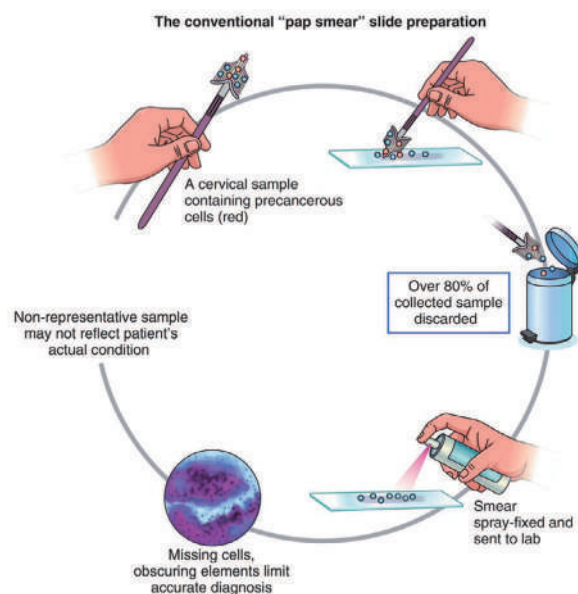 The conventional “pap smear” slide preparation
A cervical sample
containing precancerous
cells (red)
Over 80% of
collected sample
discarded
Smear
spray-fixed and
sent to lab
Missing cells,
obscuring elements limit
accurate diagnosis
Non-representative sample
may not reflect patient’s
actual condition